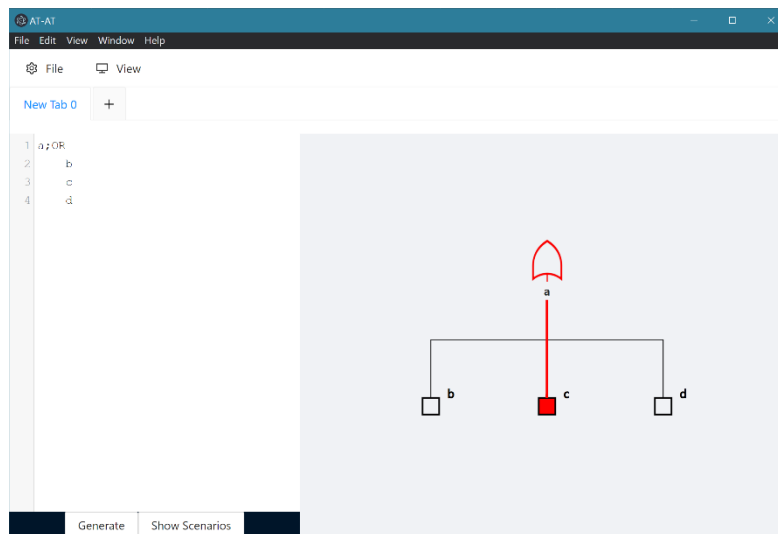 AT-AT
File Edit View Window Help
File View
New Tab 0 +
1 a;OR
2 b
3 c
4 d
a
b c d
Generate Show Scenarios